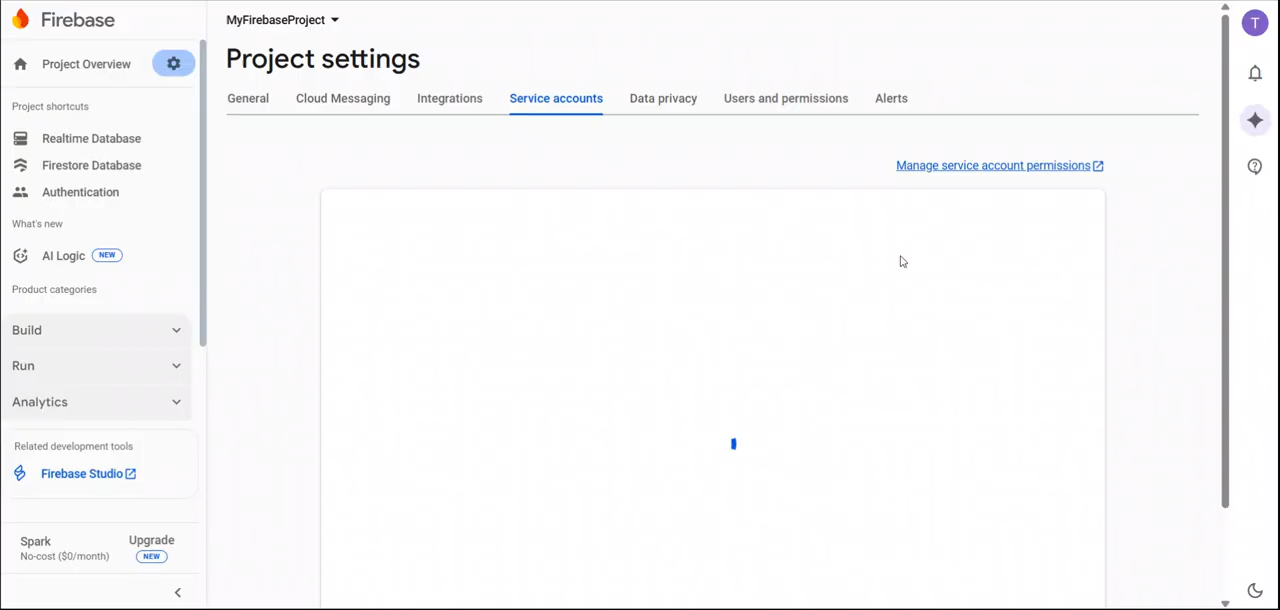 Firebase
MyFirebaseProject
Project settings
Project Overview
General Cloud Messaging Integrations Service accounts Data privacy Users and permissions Alerts
Project shortcuts
Realtime Database
Firestore Database
Authentication
What's new
AI Logic NEW
Product categories
Build
Run
Analytics
Related development tools
Firebase Studio
Spark
No-cost ($0/month)
Upgrade
NEW
Manage service account permissions
T